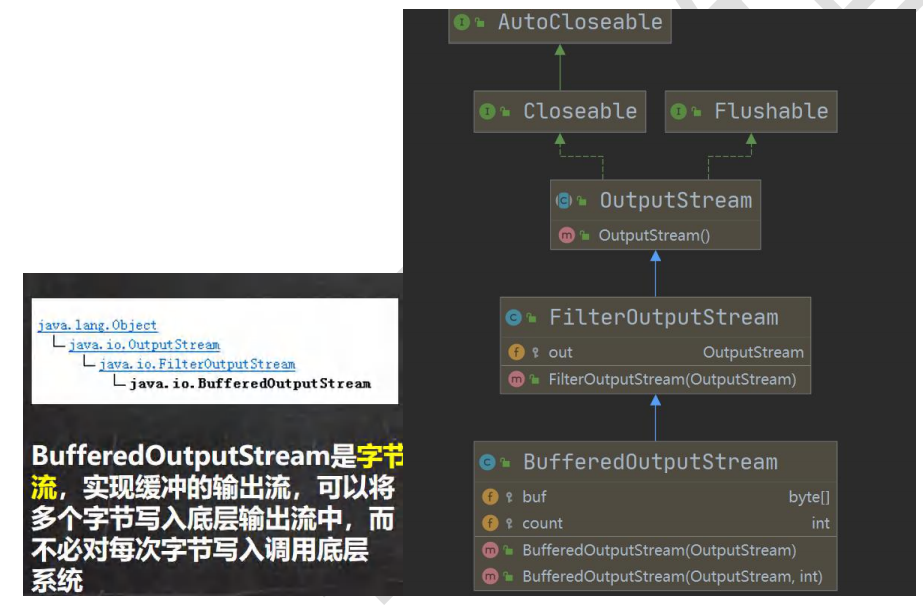 java.lang.Object
java.io.OutputStream
java.io.FilterOutputStream
java.io.BufferedOutputStream
BufferedOutputStream是字节
流，实现缓冲的输出流，可以将
多个字节写入底层输出流中，而
不必对每次字节写入调用底层
系统
AutoCloseable
Closeable
Flushable
OutputStream
OutputStream()
FilterOutputStream
out OutputStream
FilterOutputStream(OutputStream)
BufferedOutputStream
buf byte[]
count int
BufferedOutputStream(OutputStream)
BufferedOutputStream(OutputStream, int)